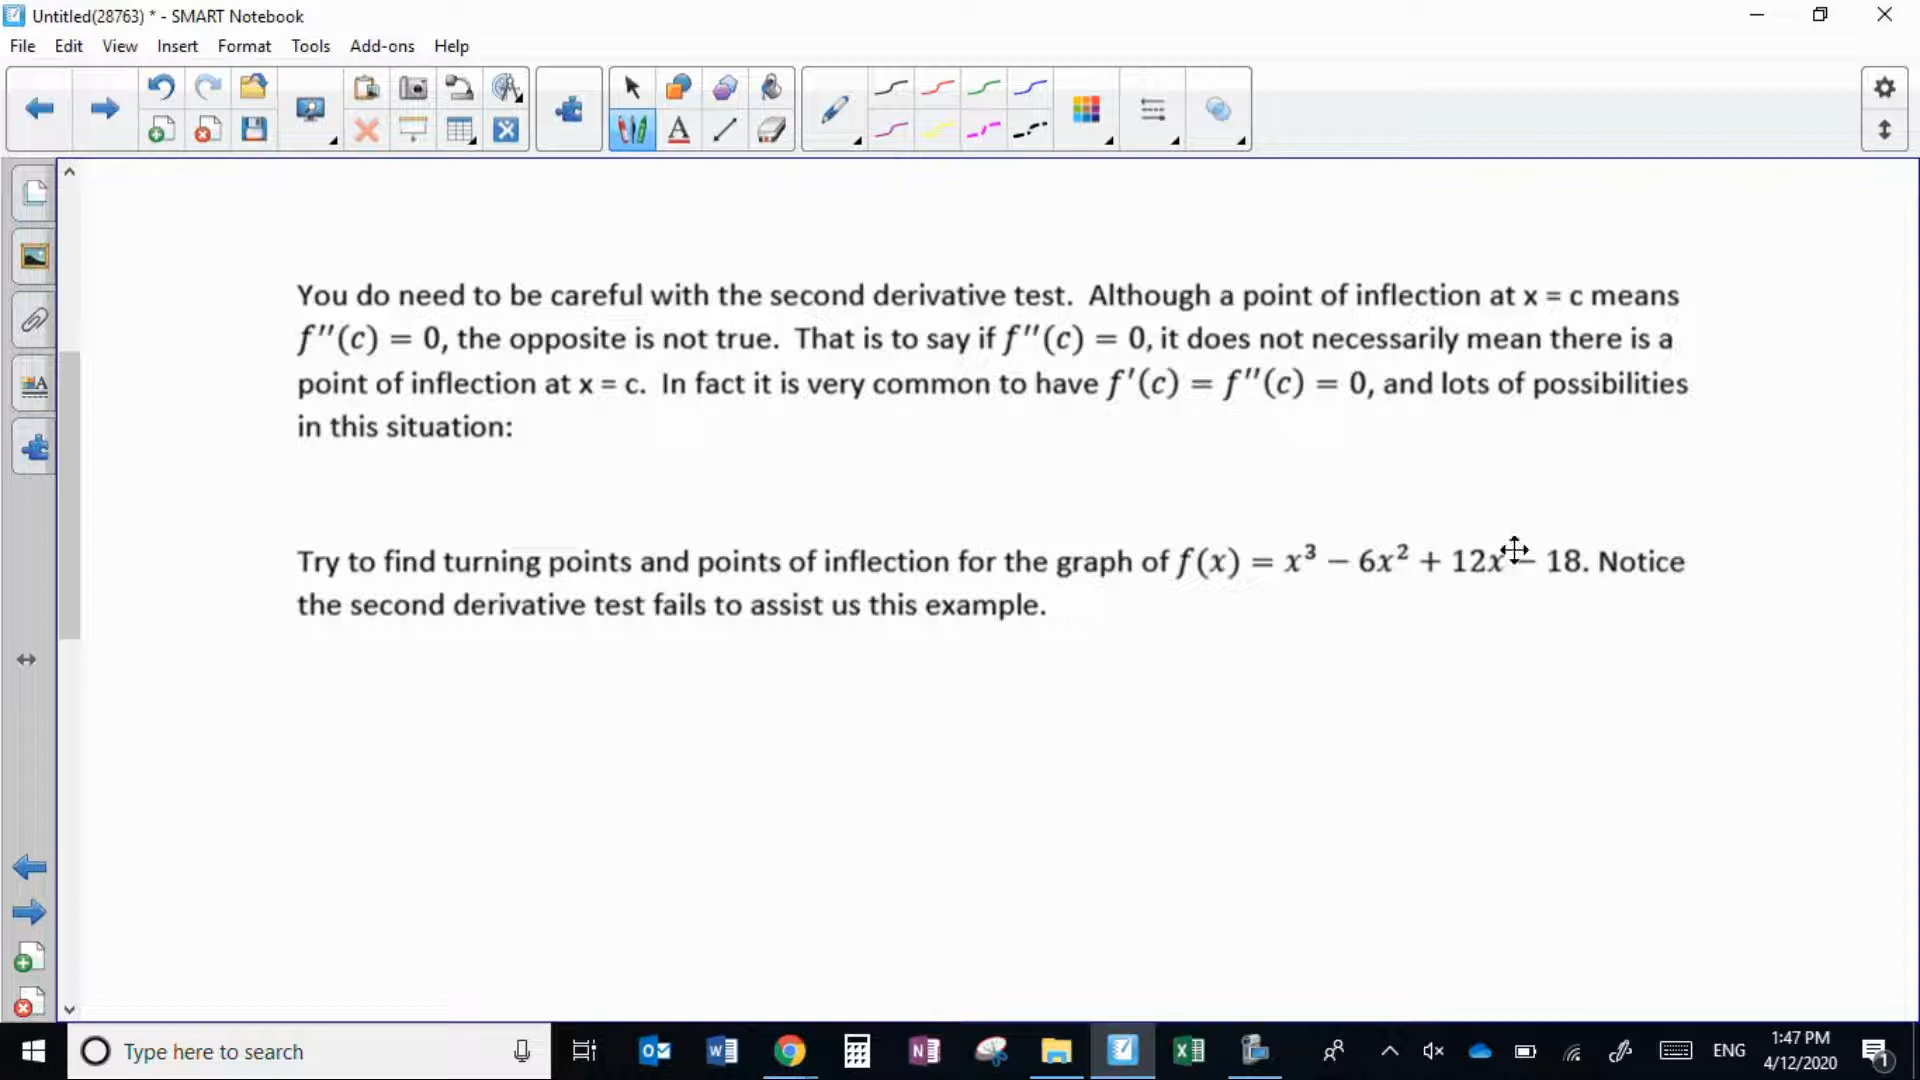 Untitled(28763) * - SMART Notebook
File Edit View Insert Format Tools Add-ons Help
You do need to be careful with the second derivative test. Although a point of inflection at x = c means
f′′(c) = 0, the opposite is not true. That is to say if f′′(c) = 0, it does not necessarily mean there is a
point of inflection at x = c. In fact it is very common to have f′(c) = f′′(c) = 0, and lots of possibilities
in this situation:
Try to find turning points and points of inflection for the graph of f(x) = x³ − 6x² + 12x − 18. Notice
the second derivative test fails to assist us this example.
Type here to search
ENG
1:47 PM
4/12/2020
1